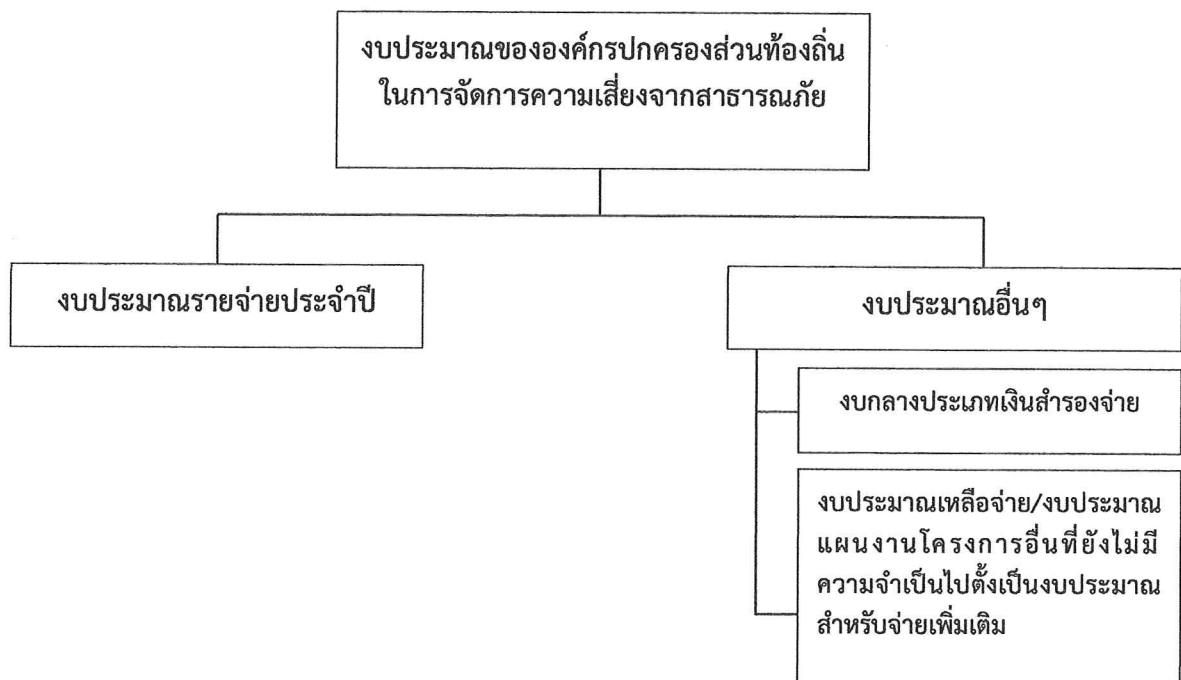 งบประมาณขององค์กรปกครองส่วนท้องถิ่น
ในการจัดการความเสี่ยงจากสาธารณภัย
งบประมาณรายจ่ายประจำปี
งบประมาณอื่นๆ
งบกลางประเภทเงินสำรองจ่าย
งบประมาณเหลือจ่าย/งบประมาณ
แผนงานโครงการอื่นที่ยังไม่มี
ความจำเป็นไปตั้งเป็นงบประมาณ
สำหรับจ่ายเพิ่มเติม